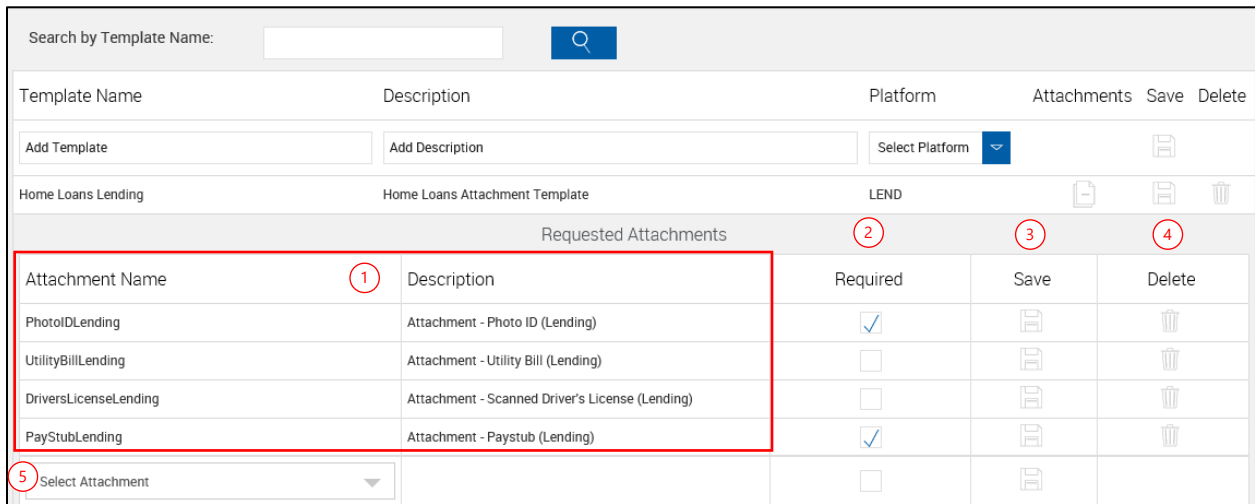 Search by Template Name:
Template Name Description Platform Attachments Save Delete
Add Template Add Description Select Platform
Home Loans Lending Home Loans Attachment Template LEND
Requested Attachments 2 3 4
Attachment Name 1 Description Required Save Delete
PhotoIDLending Attachment - Photo ID (Lending)
UtilityBillLending Attachment - Utility Bill (Lending)
DriversLicenseLending Attachment - Scanned Driver's License (Lending)
PayStubLending Attachment - Paystub (Lending)
5 Select Attachment